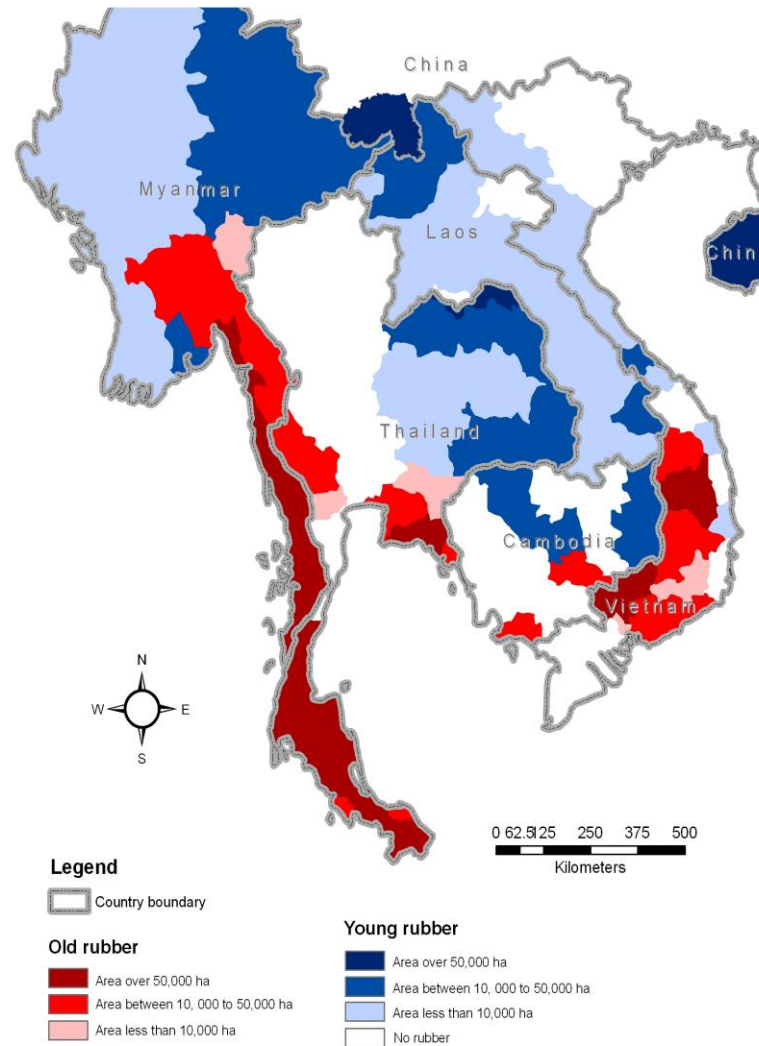 China
Myanmar
Laos
Chin
Thailand
Cambodia
Vietnam
N
W
E
S
0 62.5125 250 375 500
Kilometers
Legend
Country boundary
Old rubber
Area over 50,000 ha
Area between 10, 000 to 50,000 ha
Area less than 10,000 ha
Young rubber
Area over 50,000 ha
Area between 10, 000 to 50,000 ha
Area less than 10,000 ha
No rubber